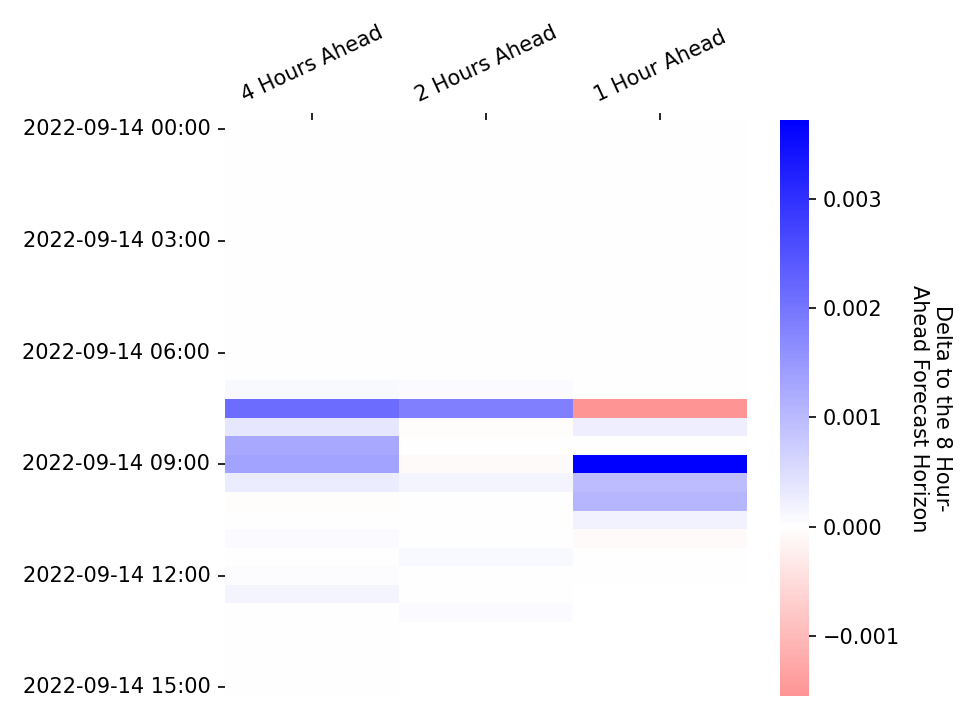 4 Hours Ahead
2 Hours Ahead
1 Hour Ahead
2022-09-14 00:00
2022-09-14 03:00
2022-09-14 06:00
2022-09-14 09:00
2022-09-14 12:00
2022-09-14 15:00
0.003
0.002
0.001
0.000
−0.001
Delta to the 8 Hour-
Ahead Forecast Horizon